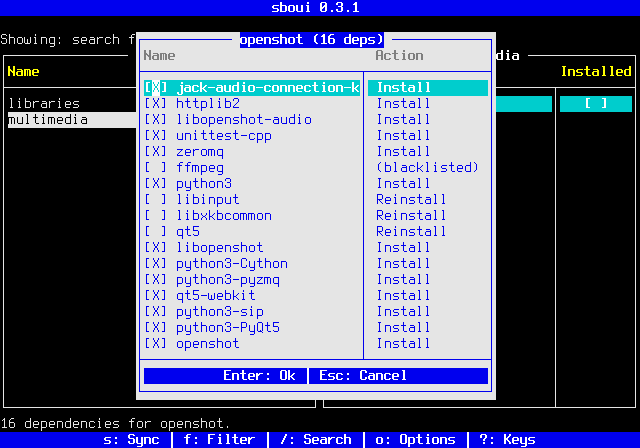 sboui 0.3.1
Showing: search f
openshot (16 deps)
dia
Name
Name Action
Installed
libraries
multimedia
[ ]
[X] jack-audio-connection-k Install
[X] httplib2 Install
[X] libopenshot-audio Install
[X] unittest-cpp Install
[X] zeromq Install
[ ] ffmpeg (blacklisted)
[X] python3 Install
[ ] libinput Reinstall
[ ] libxkbcommon Reinstall
[ ] qt5 Reinstall
[X] libopenshot Install
[X] python3-Cython Install
[X] python3-pyzmq Install
[X] qt5-webkit Install
[X] python3-sip Install
[X] python3-PyQt5 Install
[X] openshot Install
Enter: Ok | Esc: Cancel
16 dependencies for openshot.
s: Sync | f: Filter | /: Search | o: Options | ?: Keys